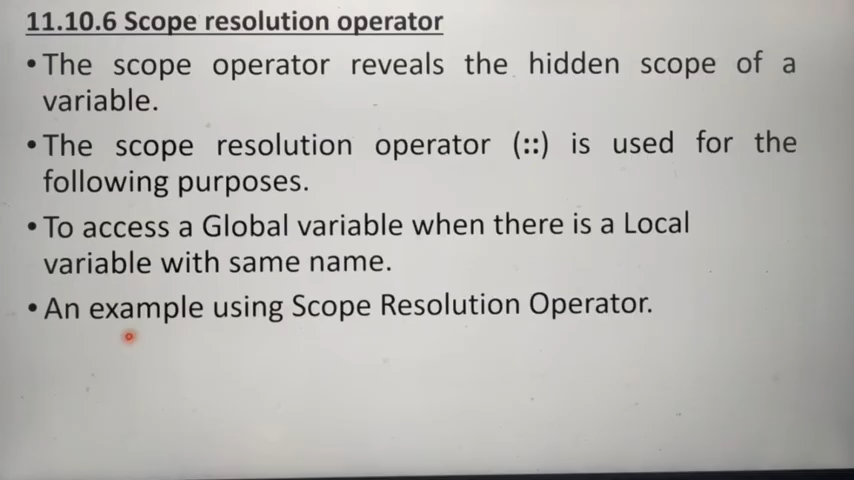 11.10.6 Scope resolution operator
•The scope operator reveals the hidden scope of a
variable.
•The scope resolution operator (::) is used for the
following purposes.
•To access a Global variable when there is a Local
variable with same name.
•An example using Scope Resolution Operator.